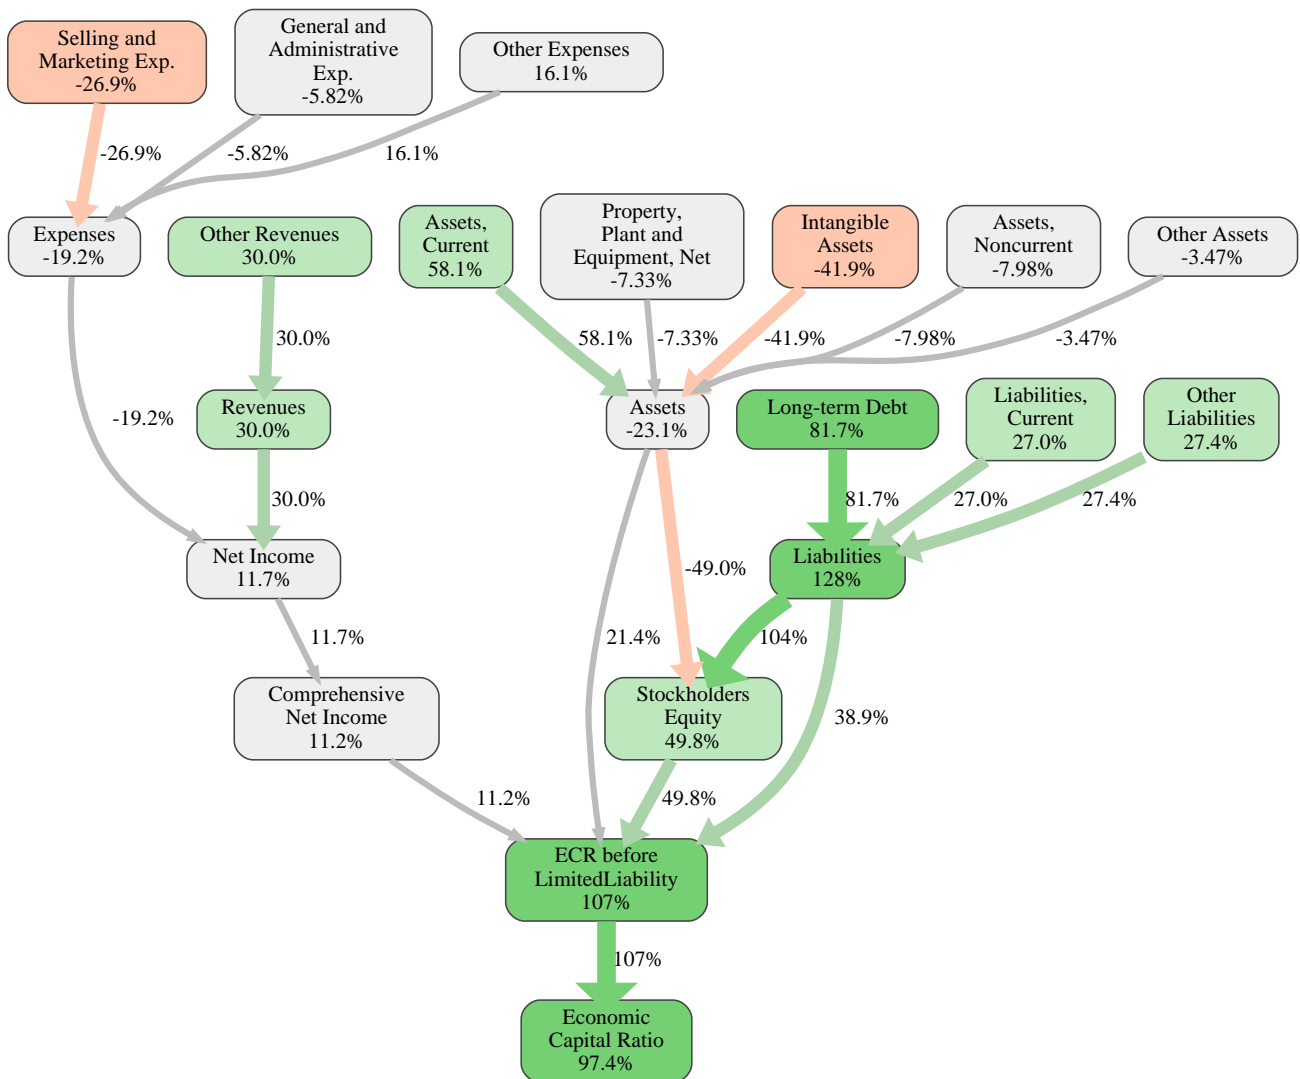 Selling and
Marketing Exp.
-26.9%
General and
Administrative
Exp.
-5.82%
Other Expenses
16.1%
-26.9%
-5.82%
16.1%
Expenses
-19.2%
Other Revenues
30.0%
Assets,
Current
58.1%
Property,
Plant and
Equipment, Net
-7.33%
Intangible
Assets
-41.9%
Assets,
Noncurrent
-7.98%
Other Assets
-3.47%
30.0%
58.1%
-7.33%
-41.9%
-7.98%
-3.47%
-19.2%
Revenues
30.0%
Assets
-23.1%
Long-term Debt
81.7%
Liabilities,
Current
27.0%
Other
Liabilities
27.4%
30.0%
81.7%
27.0%
27.4%
Net Income
11.7%
-49.0%
Liabilities
128%
11.7%
21.4%
104%
Comprehensive
Net Income
11.2%
Stockholders
Equity
49.8%
38.9%
11.2%
49.8%
ECR before
LimitedLiability
107%
107%
Economic
Capital Ratio
97.4%